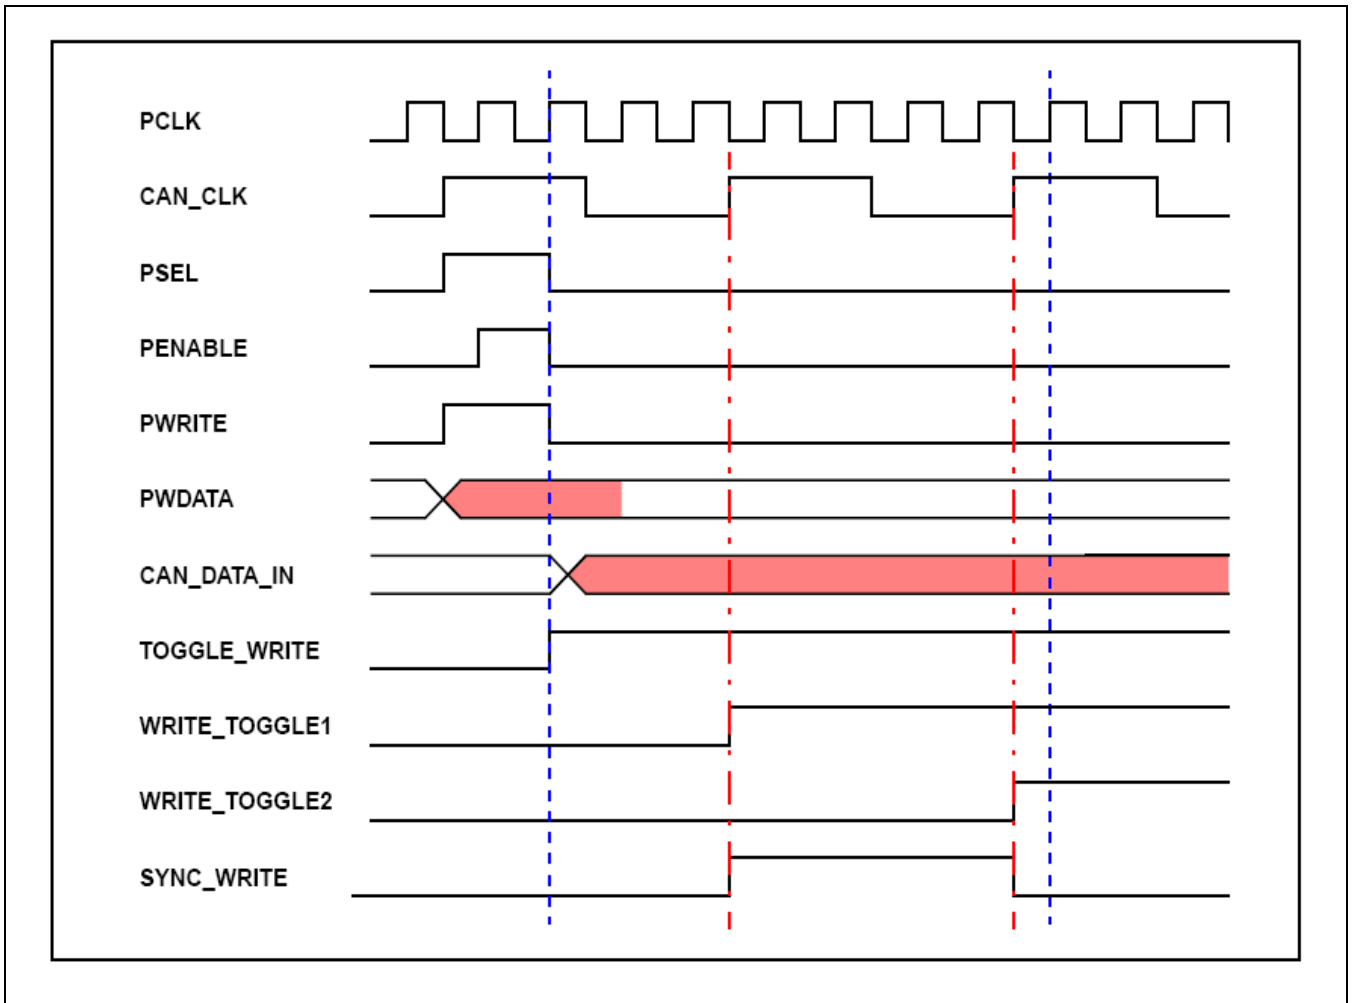 PCLK
CAN_CLK
PSEL
PENABLE
PWRITE
PWDATA
CAN_DATA_IN
TOGGLE_WRITE
WRITE_TOGGLE1
WRITE_TOGGLE2
SYNC_WRITE